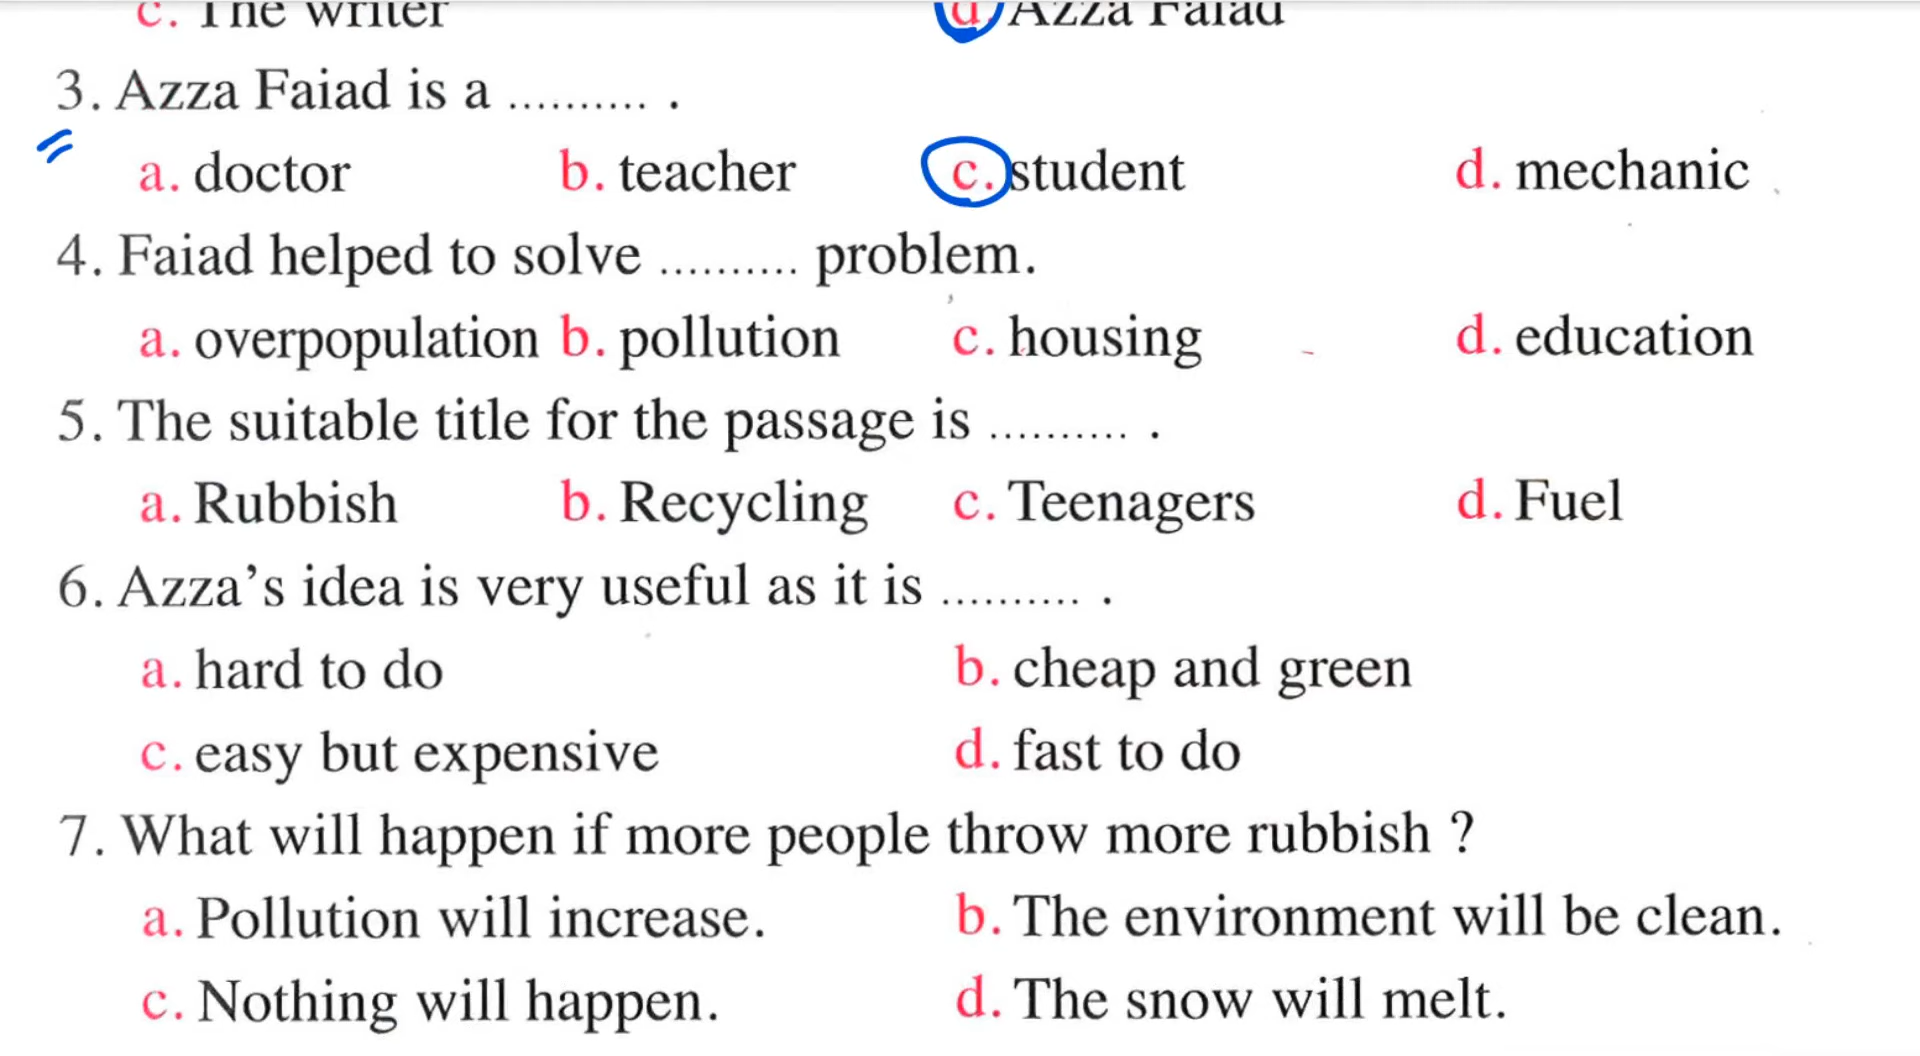 c. The writer d. Azza Faiad
3. Azza Faiad is a .......... .
a. doctor b. teacher c. student d. mechanic
4. Faiad helped to solve .......... problem.
a. overpopulation b. pollution c. housing d. education
5. The suitable title for the passage is .......... .
a. Rubbish b. Recycling c. Teenagers d. Fuel
6. Azza’s idea is very useful as it is .......... .
a. hard to do b. cheap and green
c. easy but expensive d. fast to do
7. What will happen if more people throw more rubbish ?
a. Pollution will increase. b. The environment will be clean.
c. Nothing will happen. d. The snow will melt.